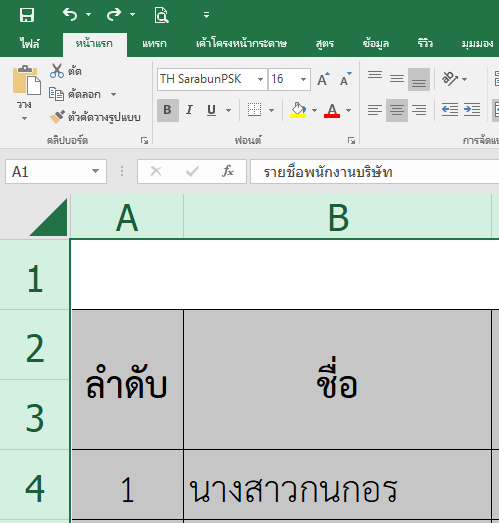 ไฟล์ หน้าแรก แทรก เค้าโครงหน้ากระดาษ สูตร ข้อมูล รีวิว มุมมอง
วาง
ตัด
คัดลอก
ตัวคัดวางรูปแบบ
คลิปบอร์ด
TH SarabunPSK 16
B I U
ฟอนต์
การจัดแน
A1 fx รายชื่อพนักงานบริษัท
A B
1
2
3
ลำดับ ชื่อ
4 1 นางสาวกนกอร